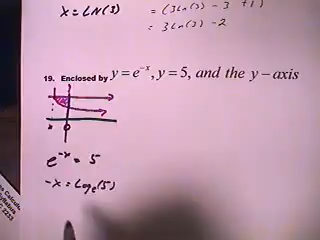 x = LN(3)
= (3Ln(3) - 3 + 1)
= 3Ln(3) - 2
19. Enclosed by y = e^{-x}, y = 5, and the y-axis
e^{-x} = 5
-x = Log_e(5)
2233